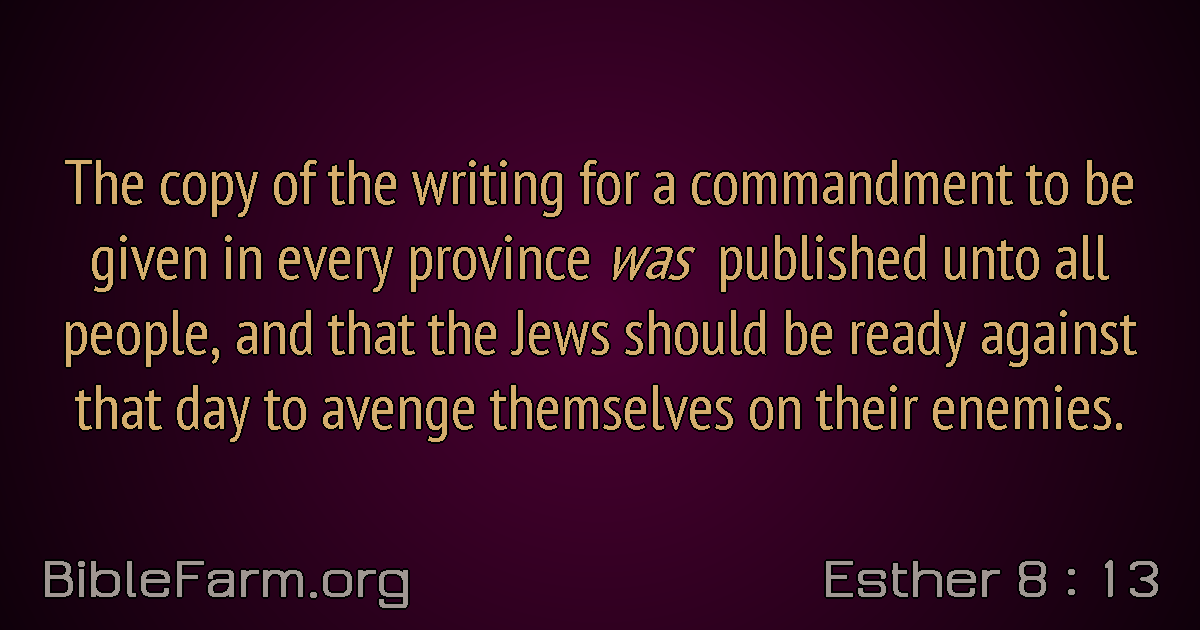 The copy of the writing for a commandment to be
given in every province was published unto all
people, and that the Jews should be ready against
that day to avenge themselves on their enemies.
BibleFarm.org
Esther 8 : 13